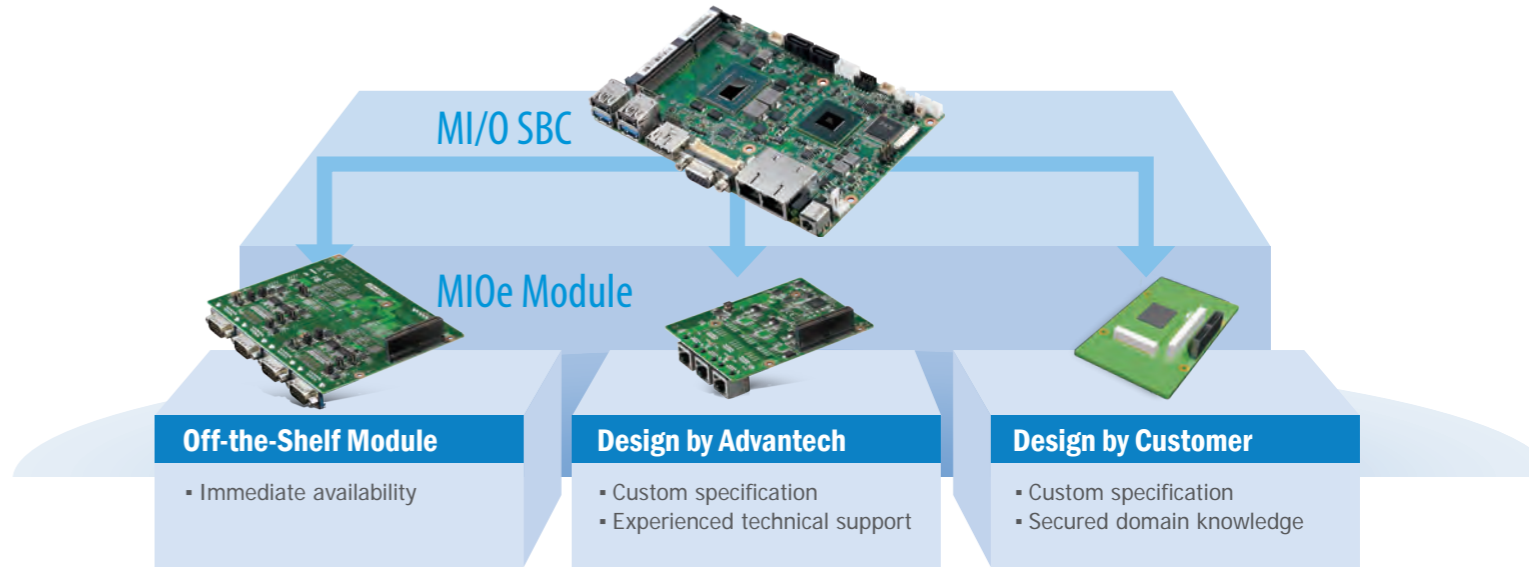 MI/O SBC
MIOe Module
Off-the-Shelf Module
▪ Immediate availability
Design by Advantech
▪ Custom specification
▪ Experienced technical support
Design by Customer
▪ Custom specification
▪ Secured domain knowledge